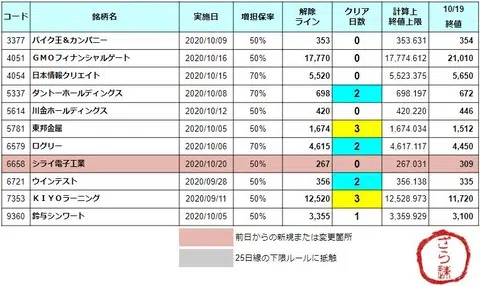 コード 銘柄名 実施日 増担保率 解除ライン クリア日数 計算上終値上限 10/19終値
3377 バイク王&カンパニー 2020/10/09 50% 353 0 353.631 354
4051 GMOフィナンシャルゲート 2020/10/16 50% 17,770 0 17,774.612 21,010
4054 日本情報クリエイト 2020/10/15 70% 5,520 0 5,523.375 5,650
5337 ダントーホールディングス 2020/10/08 70% 698 2 698.197 672
5614 川金ホールディングス 2020/10/12 50% 420 0 420.220 446
5781 東邦金属 2020/10/05 50% 1,674 3 1,674.034 1,512
6579 ログリー 2020/10/06 70% 4,615 2 4,617.117 4,450
6658 シライ電子工業 2020/10/20 50% 267 0 267.031 309
6721 ウインテスト 2020/09/28 50% 356 2 356.138 335
7353 KIYOラーニング 2020/09/11 50% 12,520 3 12,528.973 11,720
9360 鈴与シンワート 2020/10/05 50% 3,355 1 3,359.929 3,100
前日からの新規または変更箇所
25日線の下限ルールに抵触